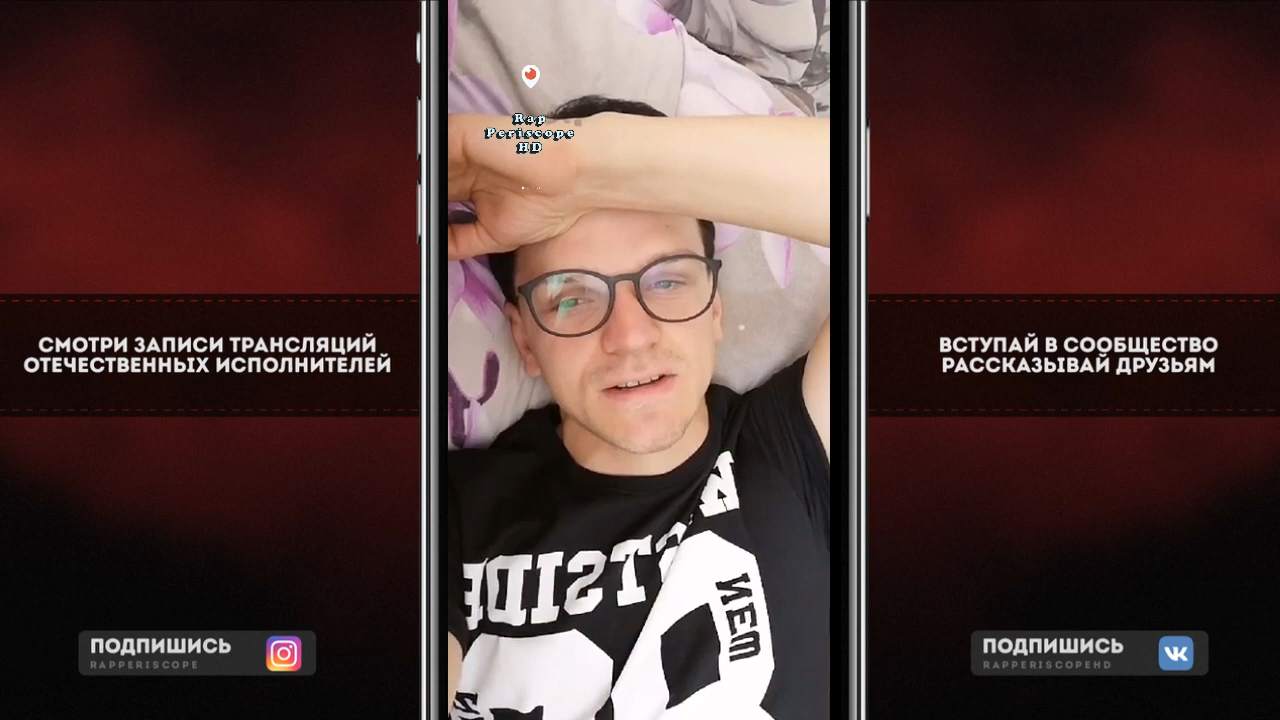 Rap
Periscope
HD
СМОТРИ ЗАПИСИ ТРАНСЛЯЦИЙ
ОТЕЧЕСТВЕННЫХ ИСПОЛНИТЕЛЕЙ
ВСТУПАЙ В СООБЩЕСТВО
РАССКАЗЫВАЙ ДРУЗЬЯМ
ПОДПИШИСЬ
RAPPERISCOPE
ПОДПИШИСЬ
RAPPERISCOPEHD